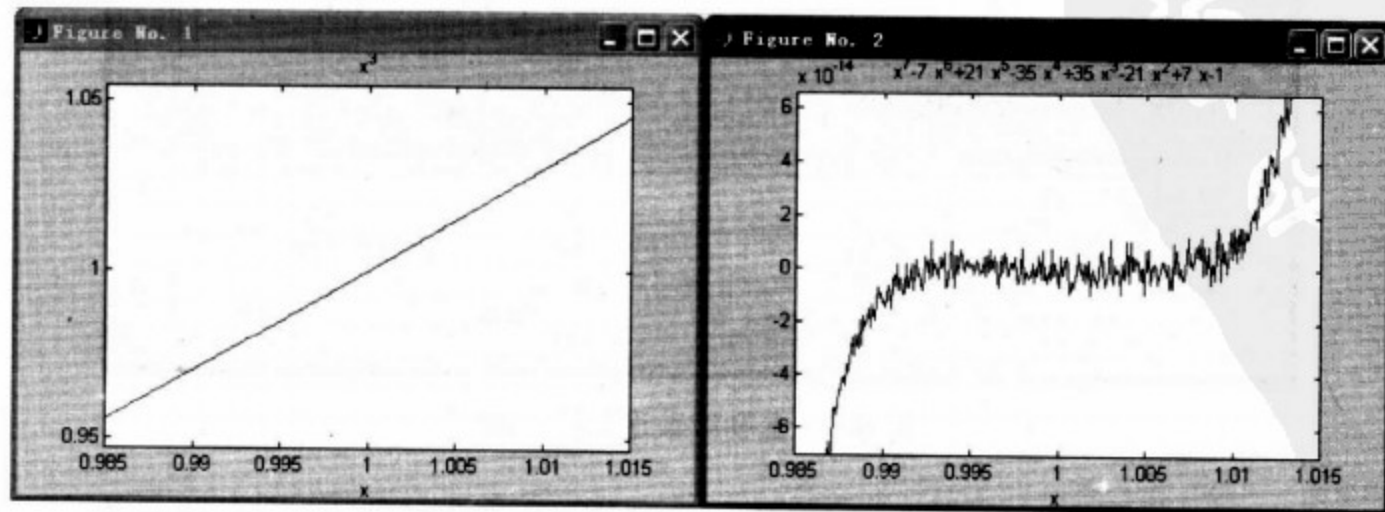 Figure No. 1
x^3
1.05
1
0.95
0.985 0.99 0.995 1 1.005 1.01 1.015
x
Figure No. 2
x 10^-14 x^7-7 x^6+21 x^5-35 x^4+35 x^3-21 x^2+7 x-1
6
4
2
0
-2
-4
-6
0.985 0.99 0.995 1 1.005 1.01 1.015
x